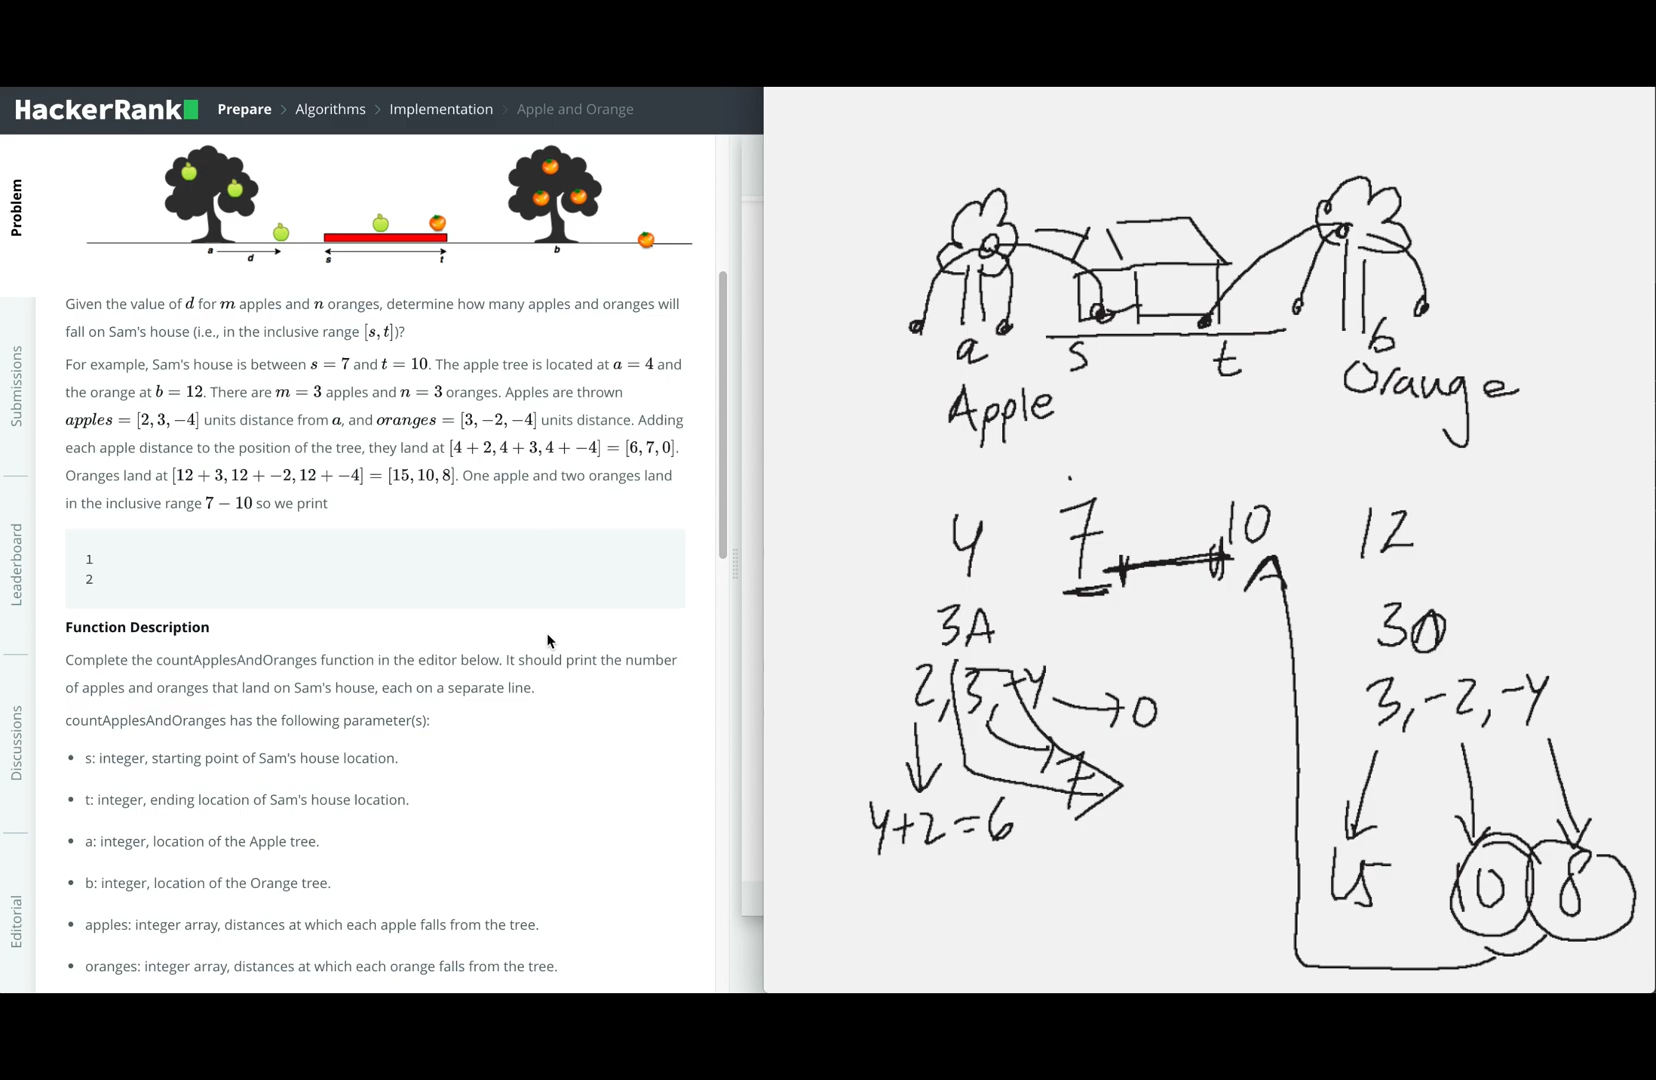 HackerRank Prepare > Algorithms > Implementation > Apple and Orange
Problem
Submissions
Leaderboard
Discussions
Editorial
a d s t b
Given the value of d for m apples and n oranges, determine how many apples and oranges will
fall on Sam's house (i.e., in the inclusive range [s, t])?
For example, Sam's house is between s = 7 and t = 10. The apple tree is located at a = 4 and
the orange at b = 12. There are m = 3 apples and n = 3 oranges. Apples are thrown
apples = [2, 3, −4] units distance from a, and oranges = [3, −2, −4] units distance. Adding
each apple distance to the position of the tree, they land at [4 + 2, 4 + 3, 4 + −4] = [6, 7, 0].
Oranges land at [12 + 3, 12 + −2, 12 + −4] = [15, 10, 8]. One apple and two oranges land
in the inclusive range 7 − 10 so we print
1
2
Function Description
Complete the countApplesAndOranges function in the editor below. It should print the number
of apples and oranges that land on Sam's house, each on a separate line.
countApplesAndOranges has the following parameter(s):
• s: integer, starting point of Sam's house location.
• t: integer, ending location of Sam's house location.
• a: integer, location of the Apple tree.
• b: integer, location of the Orange tree.
• apples: integer array, distances at which each apple falls from the tree.
• oranges: integer array, distances at which each orange falls from the tree.
a s t b
Apple Orange
4 7 10 12
3A 3O
2, 3, -4 → 0 3, -2, -4
7
4+2=6
15 10 8